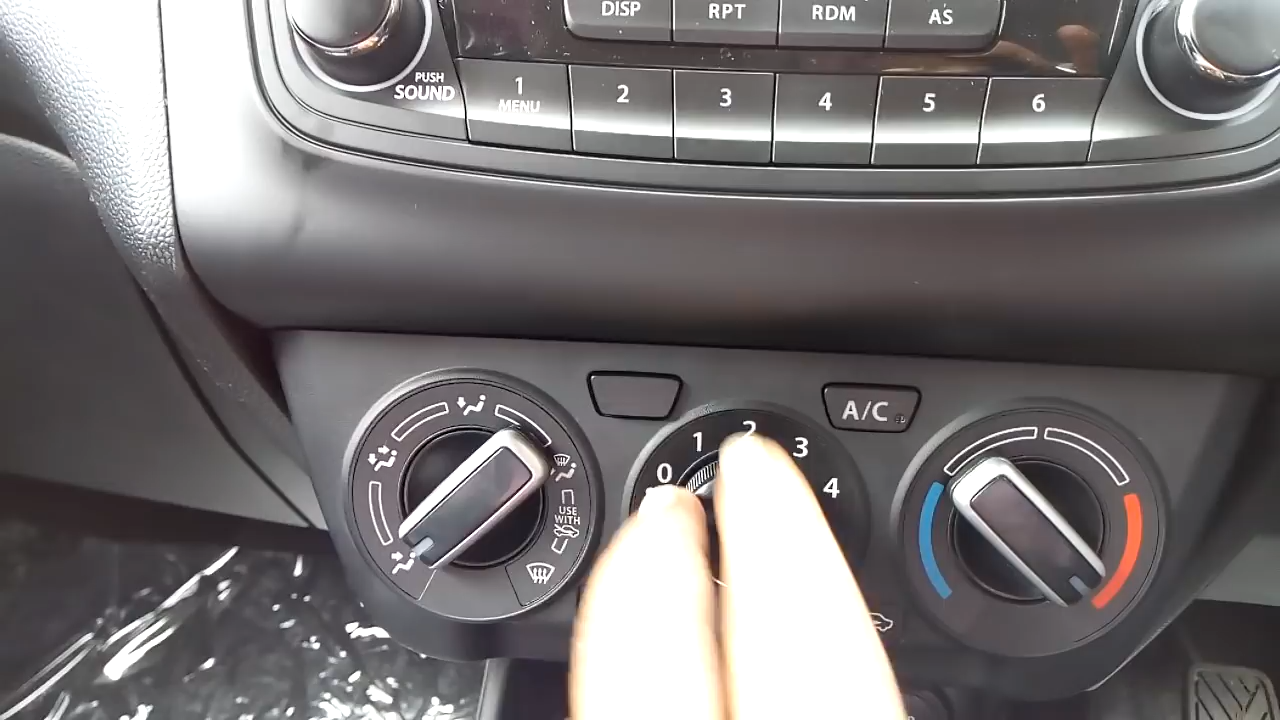 DISP RPT RDM AS
PUSH
SOUND
1 2 3 4 5 6
MENU
A/C
0 1 2 3 4
USE
WITH